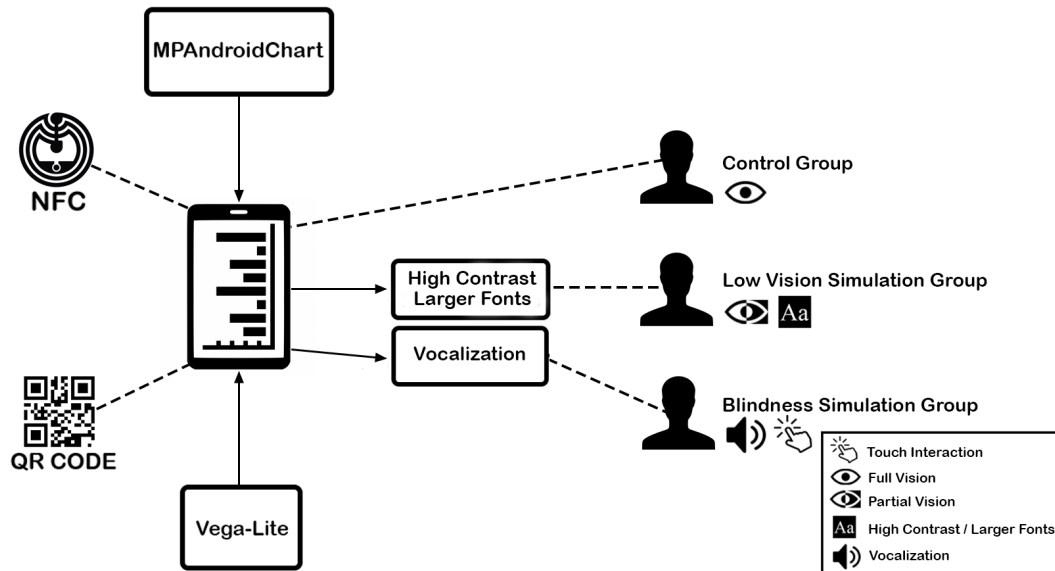 MPAndroidChart
NFC
Control Group
High Contrast
Larger Fonts
Low Vision Simulation Group
Aa
Vocalization
Blindness Simulation Group
QR CODE
Vega-Lite
Touch Interaction
Full Vision
Partial Vision
Aa High Contrast / Larger Fonts
Vocalization